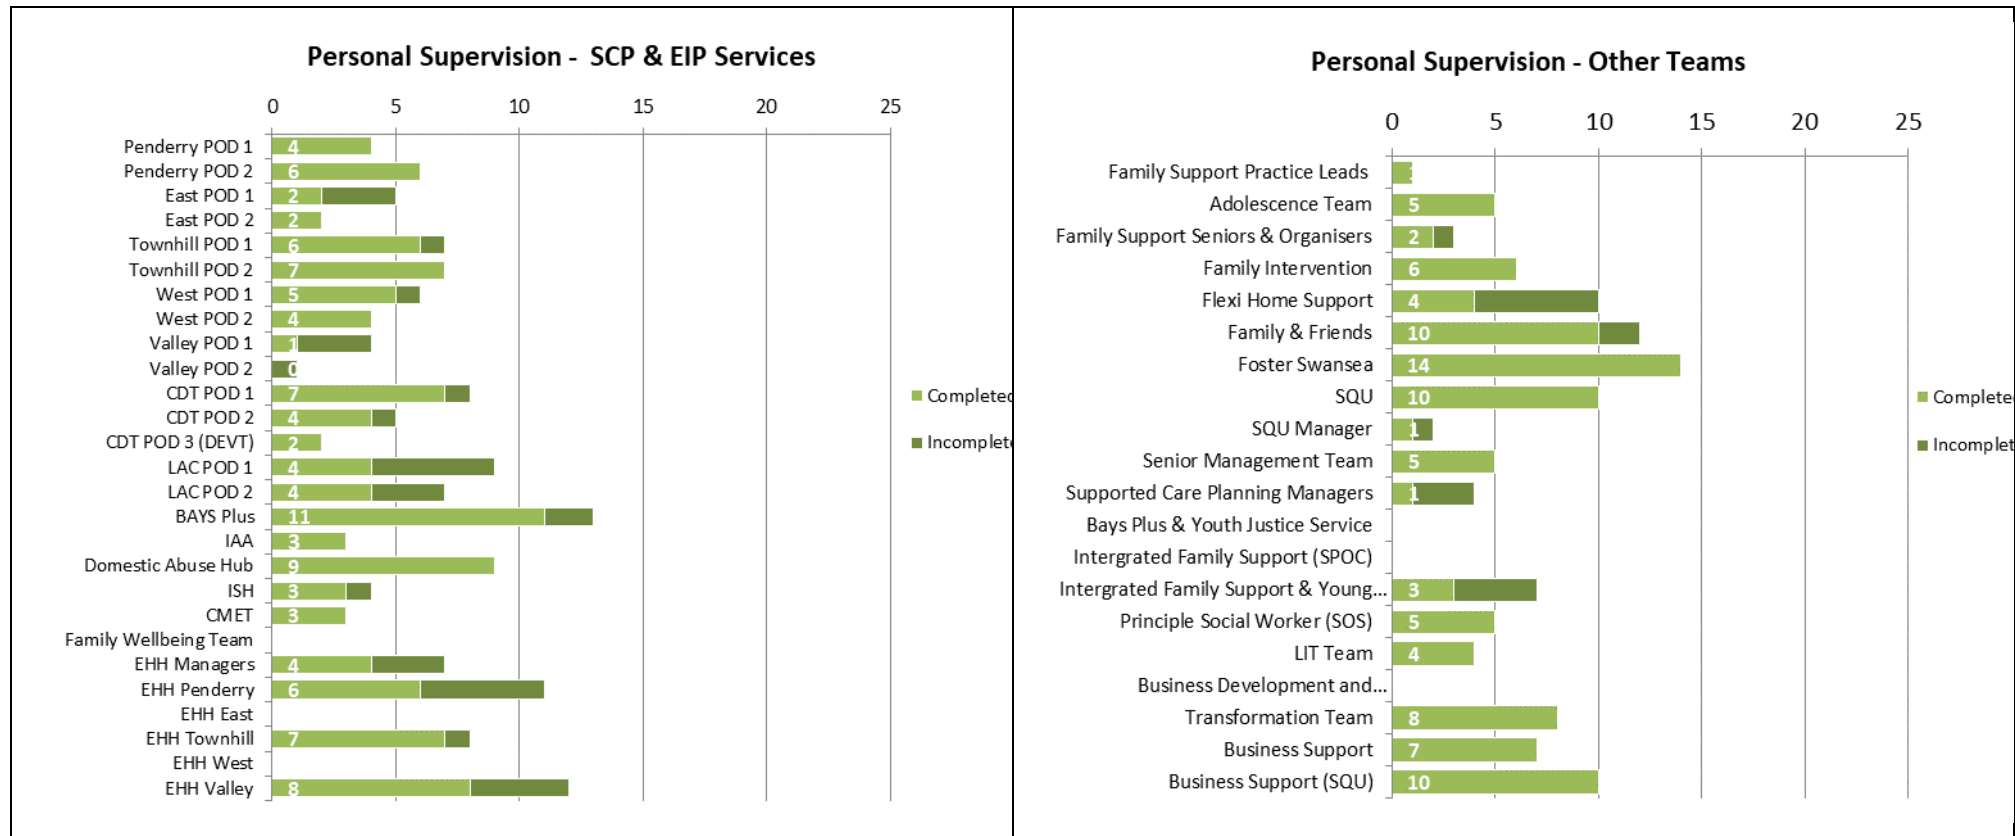 Personal Supervision - SCP & EIP Services
0 5 10 15 20 25
Penderry POD 1 4
Penderry POD 2 6
East POD 1 2
East POD 2 2
Townhill POD 1 6
Townhill POD 2 7
West POD 1 5
West POD 2 4
Valley POD 1 1
Valley POD 2 0
CDT POD 1 7
CDT POD 2 4
CDT POD 3 (DEVT) 2
LAC POD 1 4
LAC POD 2 4
BAYS Plus 11
IAA 3
Domestic Abuse Hub 9
ISH 3
CMET 3
Family Wellbeing Team
EHH Managers 4
EHH Penderry 6
EHH East
EHH Townhill 7
EHH West
EHH Valley 8
Completed
Incomplete
Personal Supervision - Other Teams
0 5 10 15 20 25
Family Support Practice Leads 1
Adolescence Team 5
Family Support Seniors & Organisers 2
Family Intervention 6
Flexi Home Support 4
Family & Friends 10
Foster Swansea 14
SQU 10
SQU Manager 1
Senior Management Team 5
Supported Care Planning Managers 1
Bays Plus & Youth Justice Service
Intergrated Family Support (SPOC)
Intergrated Family Support & Young... 3
Principle Social Worker (SOS) 5
LIT Team 4
Business Development and...
Transformation Team 8
Business Support 7
Business Support (SQU) 10
Complete
Incomplet